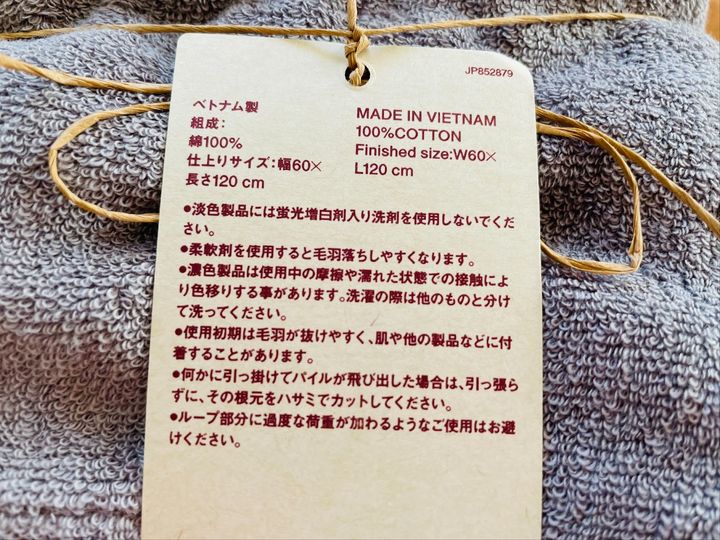 JP852879
ベトナム製
組成：
綿100%
仕上りサイズ：幅60×
長さ120 cm
MADE IN VIETNAM
100%COTTON
Finished size:W60×
L120 cm
●淡色製品には蛍光増白剤入り洗剤を使用しないでくだ
さい。
●柔軟剤を使用すると毛羽落ちしやすくなります。
●濃色製品は使用中の摩擦や濡れた状態での接触によ
り色移りする事があります。洗濯の際は他のものと分け
て洗ってください。
●使用初期は毛羽が抜けやすく、肌や他の製品などに付
着することがあります。
●何かに引っ掛けてパイルが飛び出した場合は、引っ張ら
ずに、その根元をハサミでカットしてください。
●ループ部分に過度な荷重が加わるようなご使用はお避
けください。